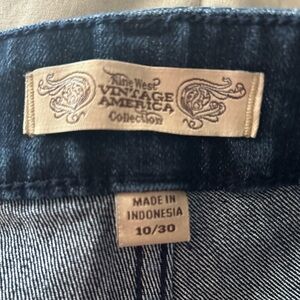 Nine West
VINTAGE
AMERICA
Collection
MADE IN
INDONESIA
10/30